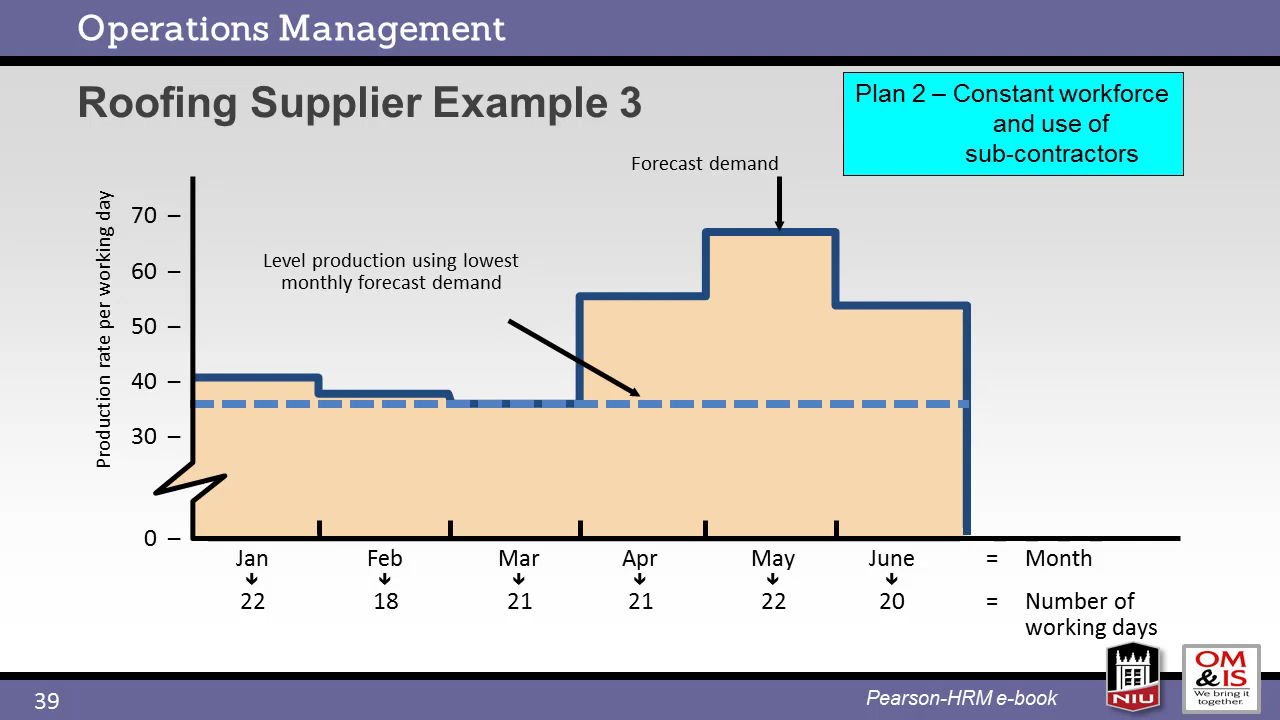 Operations Management
Roofing Supplier Example 3
Plan 2 – Constant workforce
and use of
sub-contractors
Forecast demand
Level production using lowest
monthly forecast demand
Production rate per working day
70 –
60 –
50 –
40 –
30 –
0 –
Jan Feb Mar Apr May June = Month
22 18 21 21 22 20 = Number of
working days
39
Pearson-HRM e-book
NIU
OM
&IS
We bring it
together.